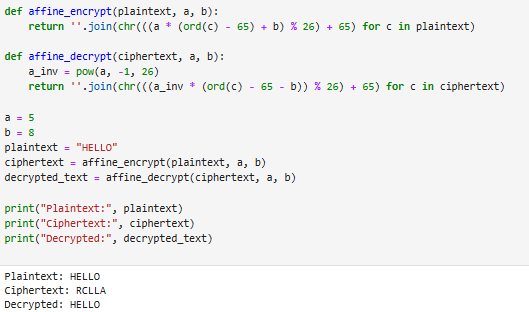 def affine_encrypt(plaintext, a, b):
    return ''.join(chr(((a * (ord(c) - 65) + b) % 26) + 65) for c in plaintext)

def affine_decrypt(ciphertext, a, b):
    a_inv = pow(a, -1, 26)
    return ''.join(chr(((a_inv * (ord(c) - 65 - b)) % 26) + 65) for c in ciphertext)

a = 5
b = 8
plaintext = "HELLO"
ciphertext = affine_encrypt(plaintext, a, b)
decrypted_text = affine_decrypt(ciphertext, a, b)

print("Plaintext:", plaintext)
print("Ciphertext:", ciphertext)
print("Decrypted:", decrypted_text)

Plaintext: HELLO
Ciphertext: RCLLA
Decrypted: HELLO